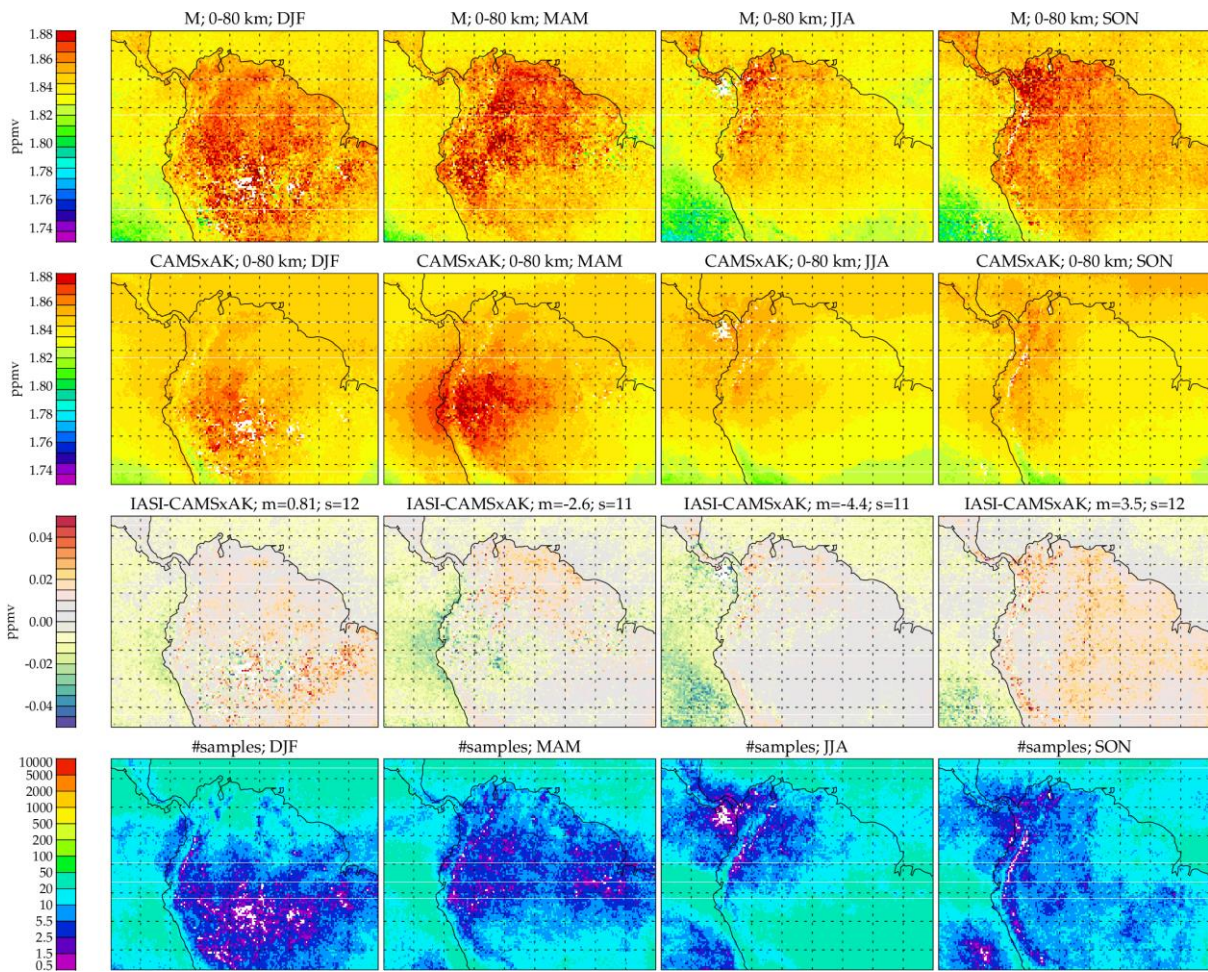 M; 0-80 km; DJF
M; 0-80 km; MAM
M; 0-80 km; JJA
M; 0-80 km; SON
1.88
1.86
1.84
1.82
1.80
1.78
1.76
1.74
ppmv
CAMSxAK; 0-80 km; DJF
CAMSxAK; 0-80 km; MAM
CAMSxAK; 0-80 km; JJA
CAMSxAK; 0-80 km; SON
1.88
1.86
1.84
1.82
1.80
1.78
1.76
1.74
IASI-CAMSxAK; m=0.81; s=12
IASI-CAMSxAK; m=-2.6; s=11
IASI-CAMSxAK; m=-4.4; s=11
IASI-CAMSxAK; m=3.5; s=12
0.04
0.02
0.00
-0.02
-0.04
ppmv
#samples; DJF
#samples; MAM
#samples; JJA
#samples; SON
10000
5000
2000
1000
500
200
100
50
20
10
5.5
2.5
1.5
0.5